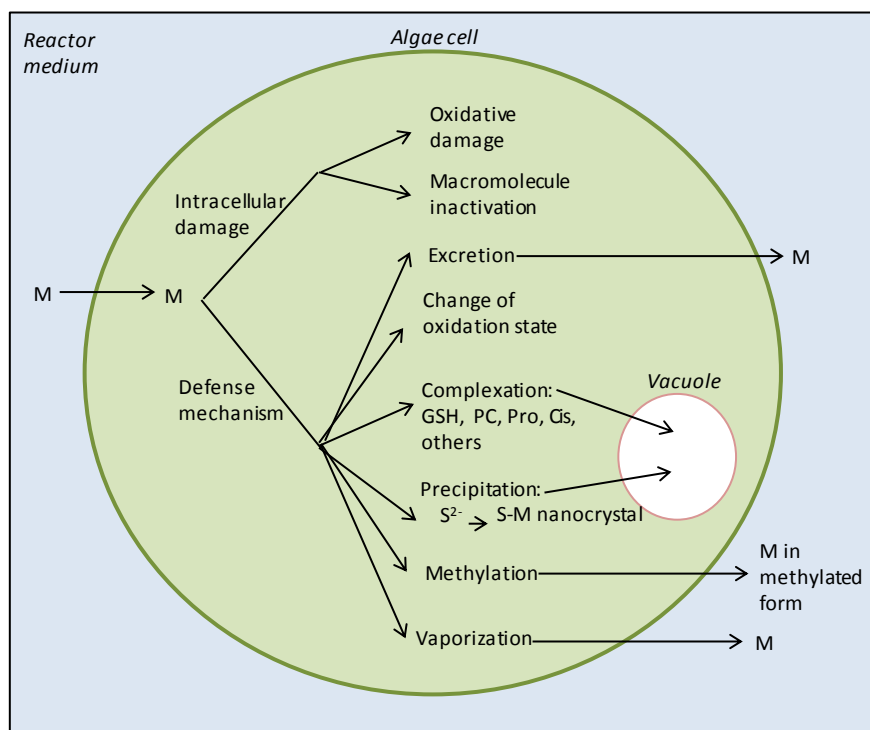 Reactor
medium
Algae cell
Oxidative
damage
Macromolecule
inactivation
Intracellular
damage
Excretion
M
M
M
Change of
oxidation state
Defense
mechanism
Complexation:
GSH, PC, Pro, Cis,
others
Vacuole
Precipitation:
S²⁻ S-M nanocrystal
Methylation
M in
methylated
form
Vaporization
M